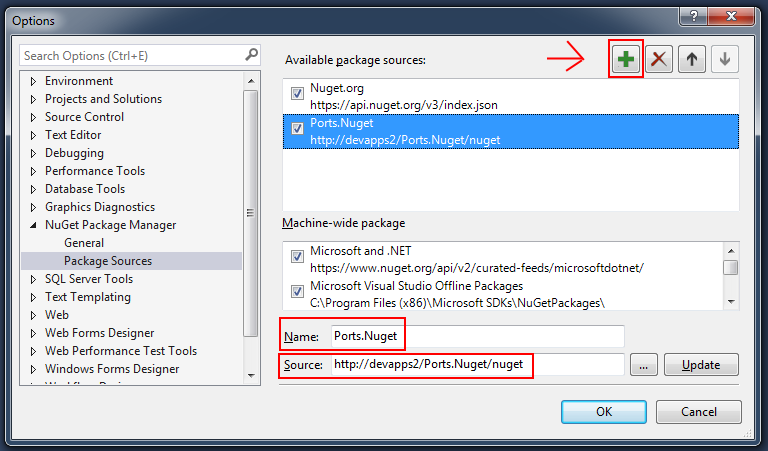 Options
Search Options (Ctrl+E)
Environment
Projects and Solutions
Source Control
Text Editor
Debugging
Performance Tools
Database Tools
Graphics Diagnostics
NuGet Package Manager
General
Package Sources
SQL Server Tools
Text Templating
Web
Web Forms Designer
Web Performance Test Tools
Windows Forms Designer
Available package sources:
Nuget.org
https://api.nuget.org/v3/index.json
Ports.Nuget
http://devapps2/Ports.Nuget/nuget
Machine-wide package
Microsoft and .NET
https://www.nuget.org/api/v2/curated-feeds/microsoftdotnet/
Microsoft Visual Studio Offline Packages
C:\Program Files (x86)\Microsoft SDKs\NuGetPackages\
Name: Ports.Nuget
Source: http://devapps2/Ports.Nuget/nuget
... Update
OK Cancel